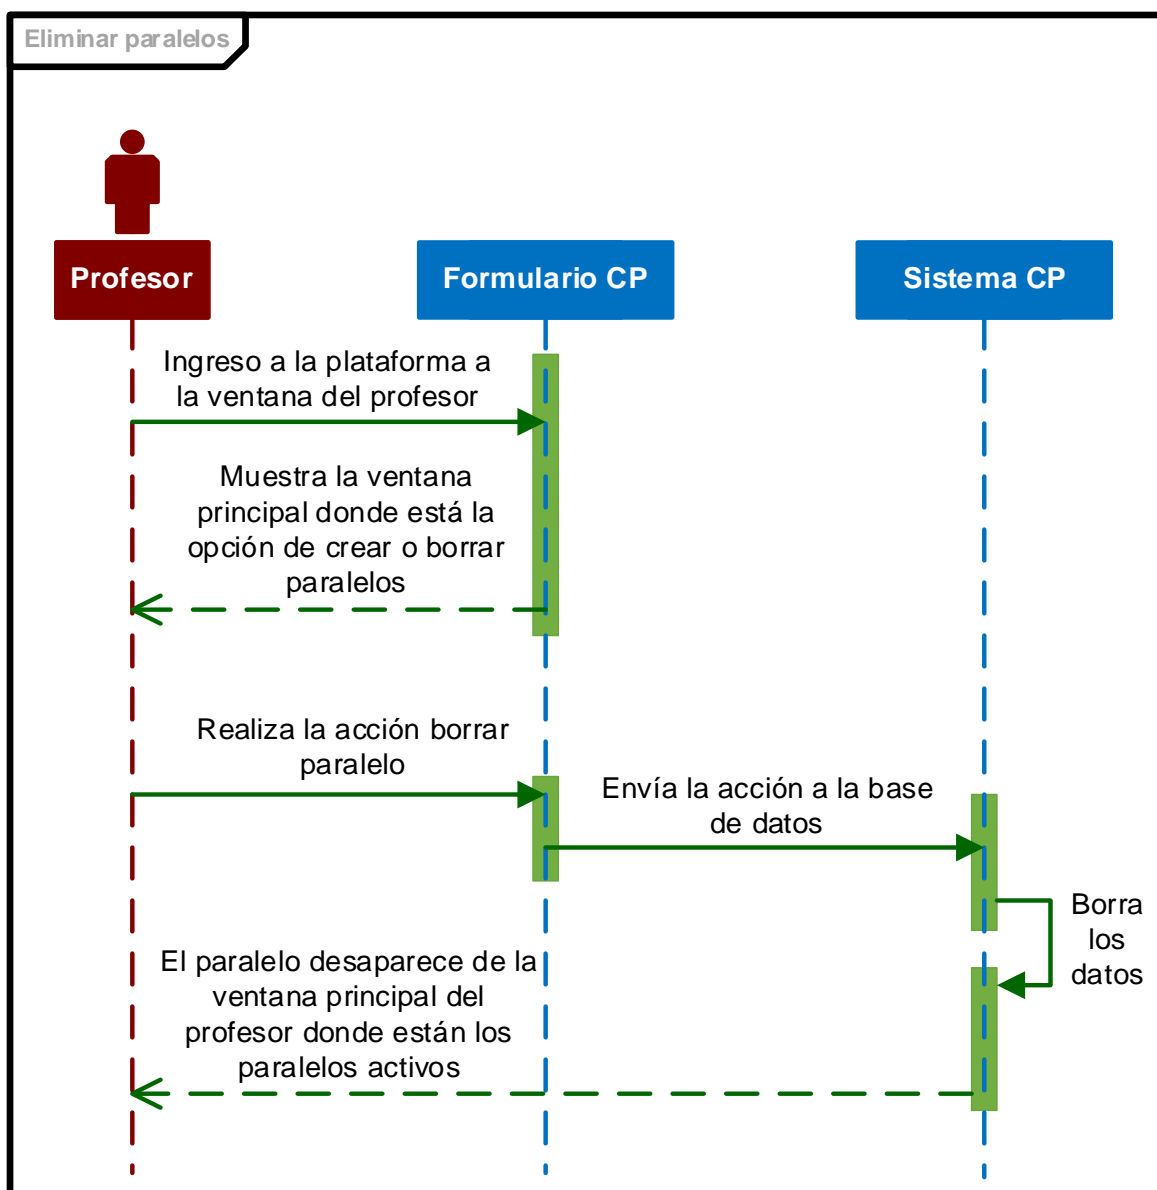 Eliminar paralelos
Profesor
Formulario CP
Sistema CP
Ingreso a la plataforma a
la ventana del profesor
Muestra la ventana
principal donde está la
opción de crear o borrar
paralelos
Realiza la acción borrar
paralelo
Envía la acción a la base
de datos
Borra
los
datos
El paralelo desaparece de la
ventana principal del
profesor donde están los
paralelos activos